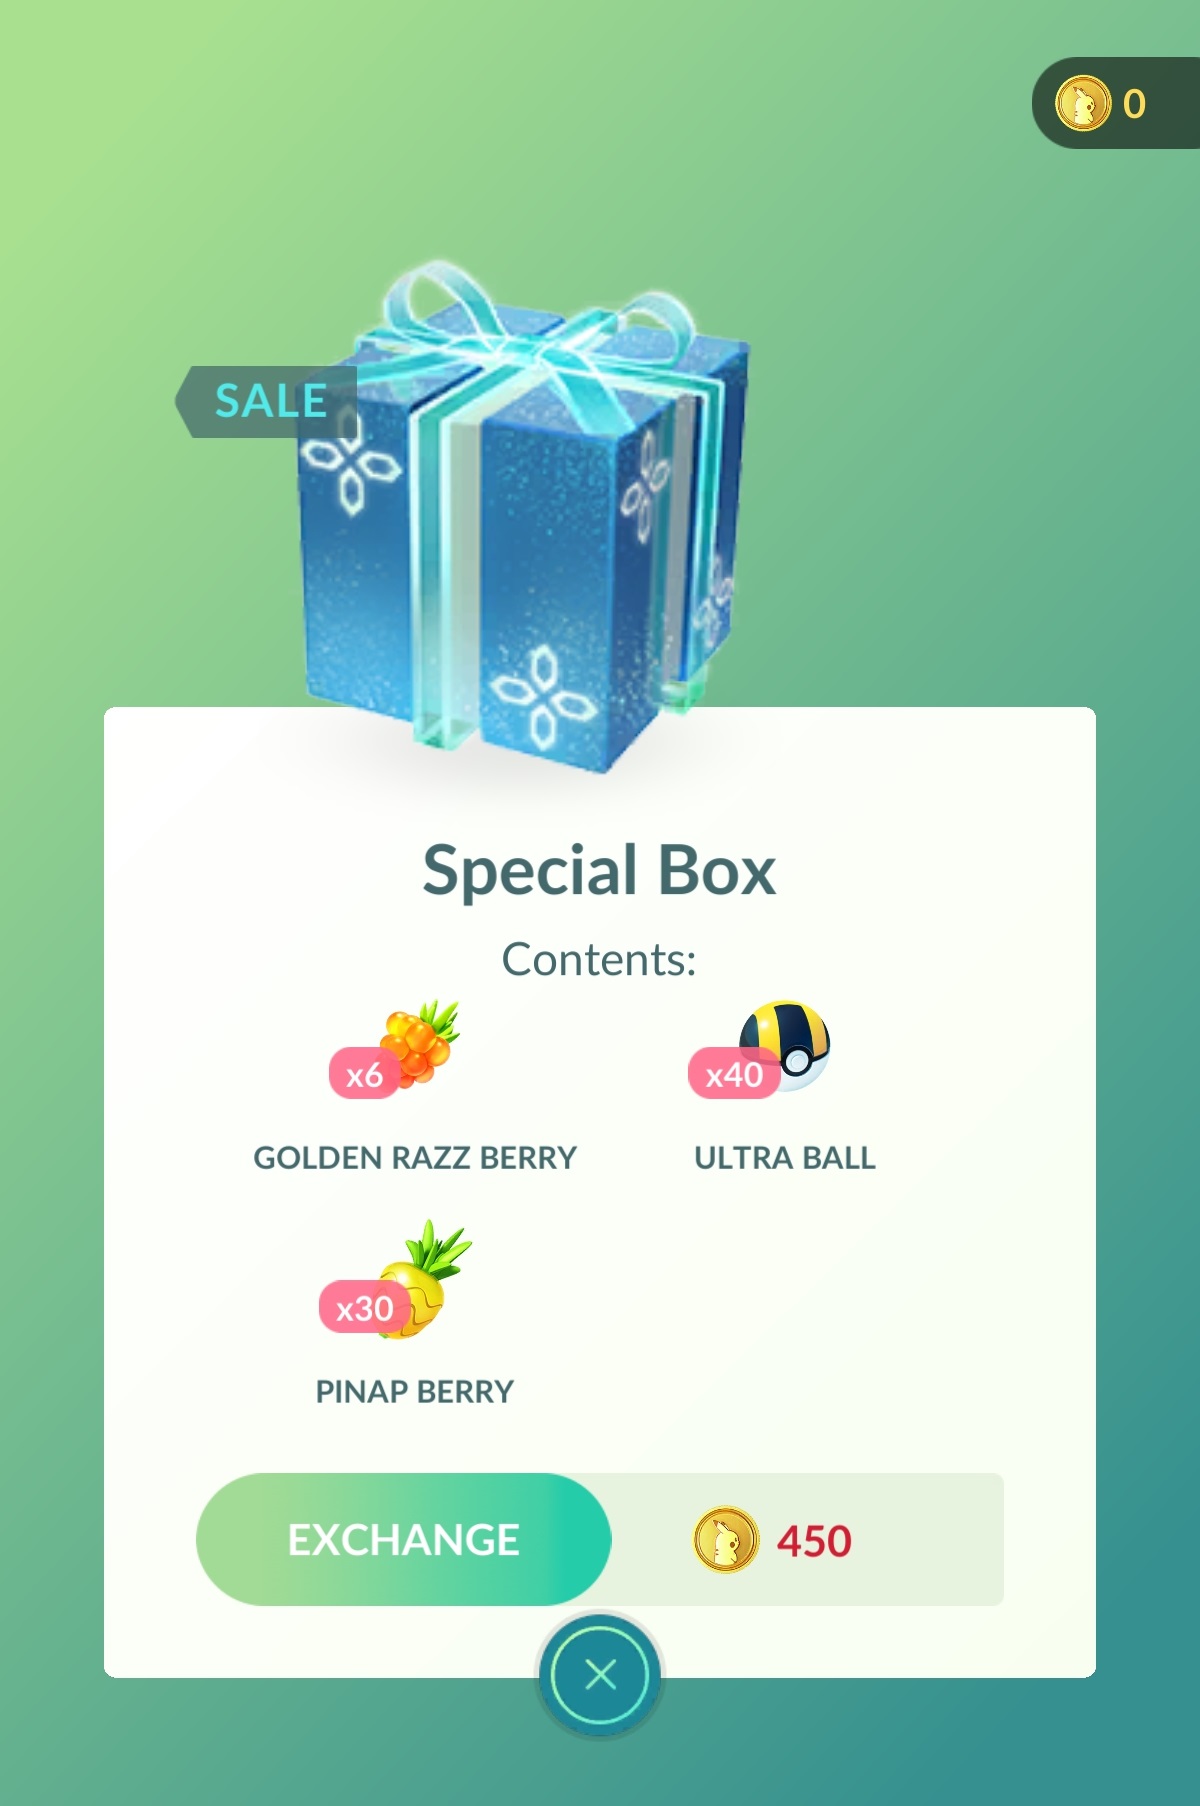 0
SALE
Special Box
Contents:
x6
GOLDEN RAZZ BERRY
x40
ULTRA BALL
x30
PINAP BERRY
EXCHANGE
450